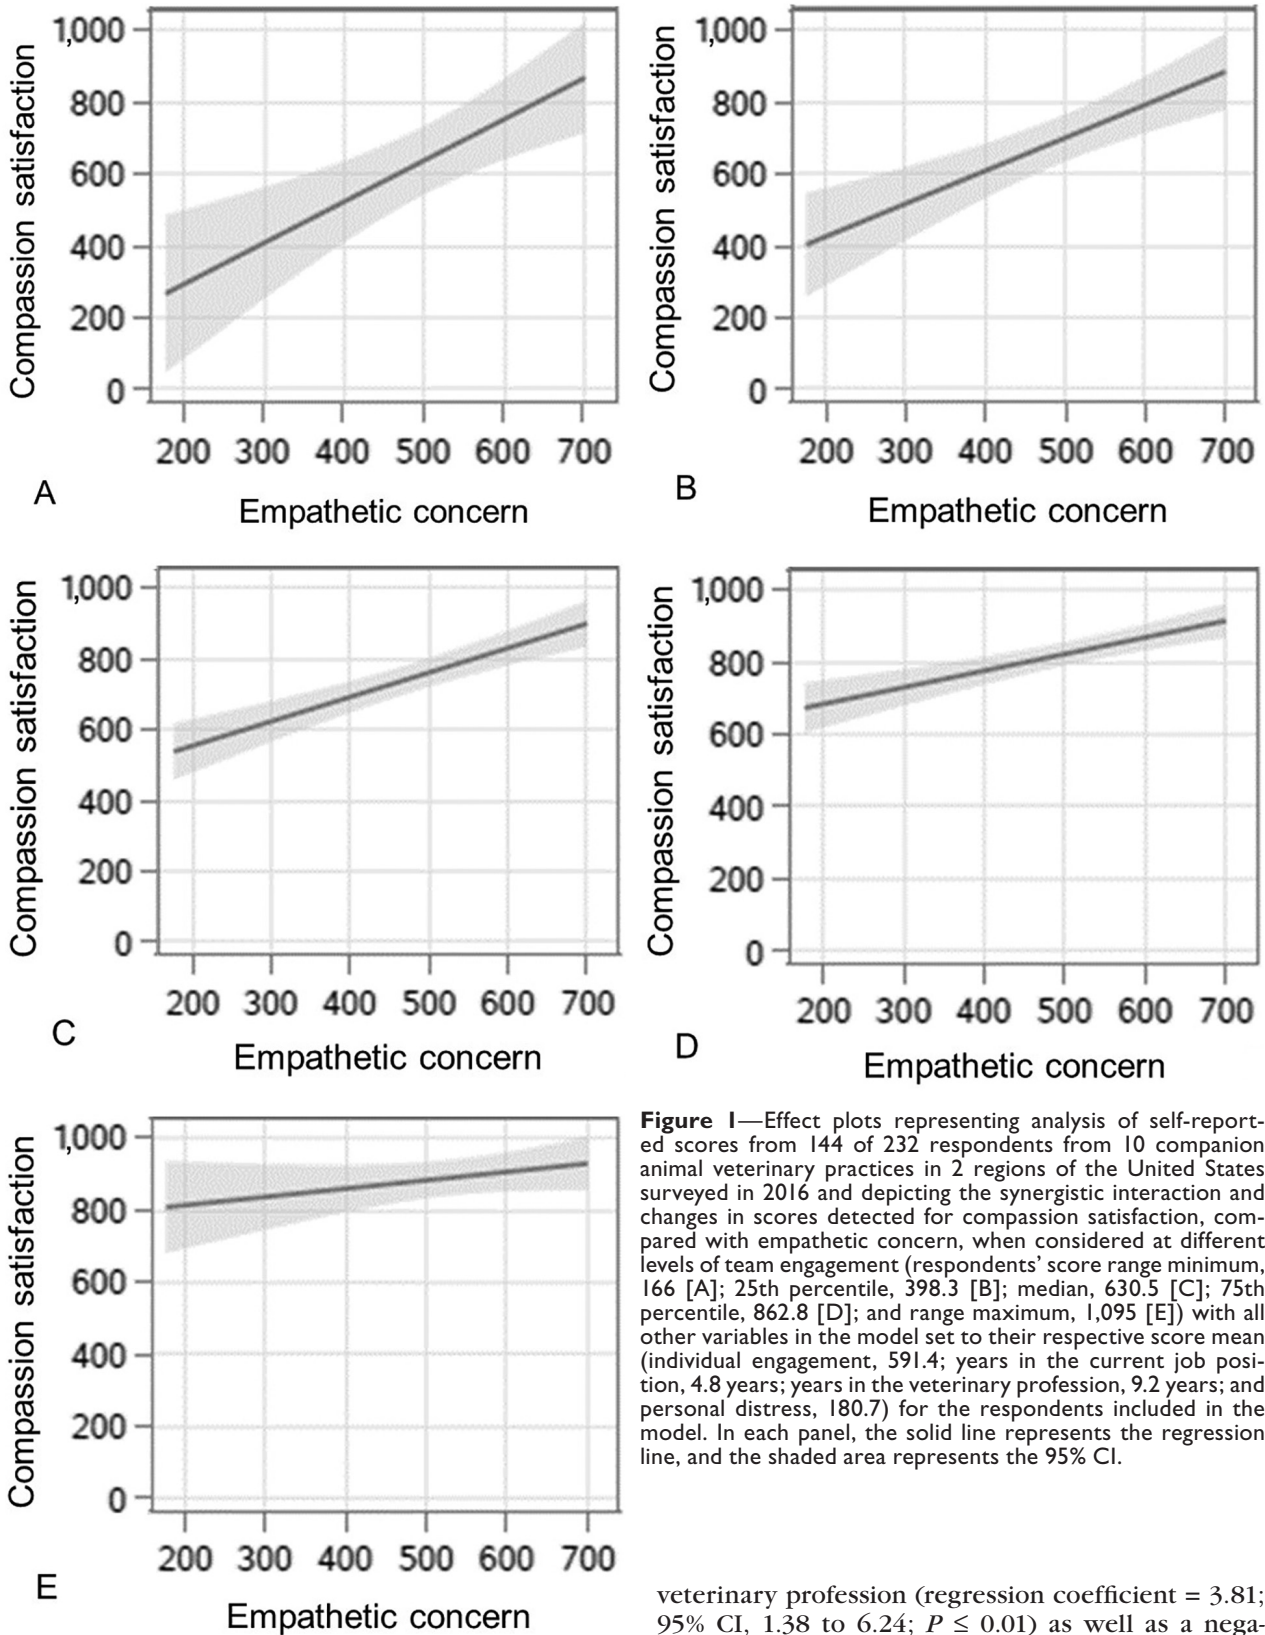 Compassion satisfaction
1,000
800
600
400
200
0
200 300 400 500 600 700
A
Empathetic concern
Compassion satisfaction
1,000
800
600
400
200
0
200 300 400 500 600 700
B
Empathetic concern
Compassion satisfaction
1,000
800
600
400
200
0
200 300 400 500 600 700
C
Empathetic concern
Compassion satisfaction
1,000
800
600
400
200
0
200 300 400 500 600 700
D
Empathetic concern
Compassion satisfaction
1,000
800
600
400
200
0
200 300 400 500 600 700
E
Empathetic concern
Figure 1—Effect plots representing analysis of self-report-
ed scores from 144 of 232 respondents from 10 companion
animal veterinary practices in 2 regions of the United States
surveyed in 2016 and depicting the synergistic interaction and
changes in scores detected for compassion satisfaction, com-
pared with empathetic concern, when considered at different
levels of team engagement (respondents’ score range minimum,
166 [A]; 25th percentile, 398.3 [B]; median, 630.5 [C]; 75th
percentile, 862.8 [D]; and range maximum, 1,095 [E]) with all
other variables in the model set to their respective score mean
(individual engagement, 591.4; years in the current job posi-
tion, 4.8 years; years in the veterinary profession, 9.2 years; and
personal distress, 180.7) for the respondents included in the
model. In each panel, the solid line represents the regression
line, and the shaded area represents the 95% CI.
veterinary profession (regression coefficient = 3.81;
95% CI, 1.38 to 6.24; P ≤ 0.01) as well as a nega-